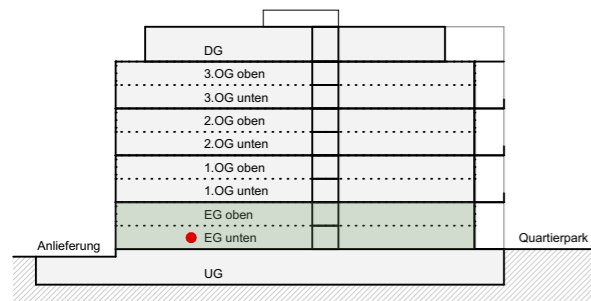 DG
3.OG oben
3.OG unten
2.OG oben
2.OG unten
1.OG oben
1.OG unten
EG oben
Anlieferung
EG unten
Quartierpark
UG